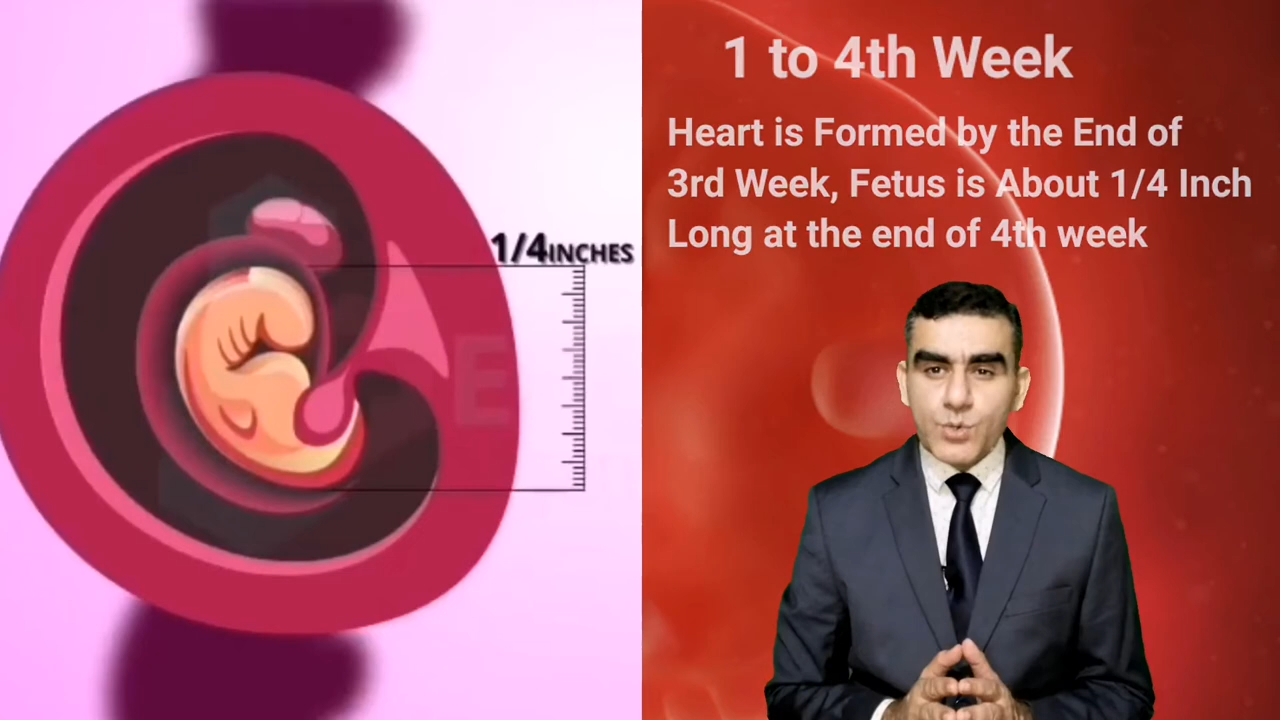 1/4INCHES
1 to 4th Week
Heart is Formed by the End of
3rd Week, Fetus is About 1/4 Inch
Long at the end of 4th week